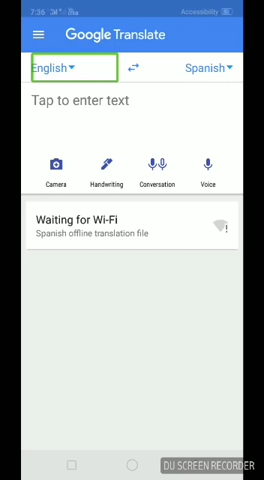 7:36
Accessibility
Google Translate
English
Spanish
Tap to enter text
Camera
Handwriting
Conversation
Voice
Waiting for Wi-Fi
Spanish offline translation file
DU SCREEN RECORDER